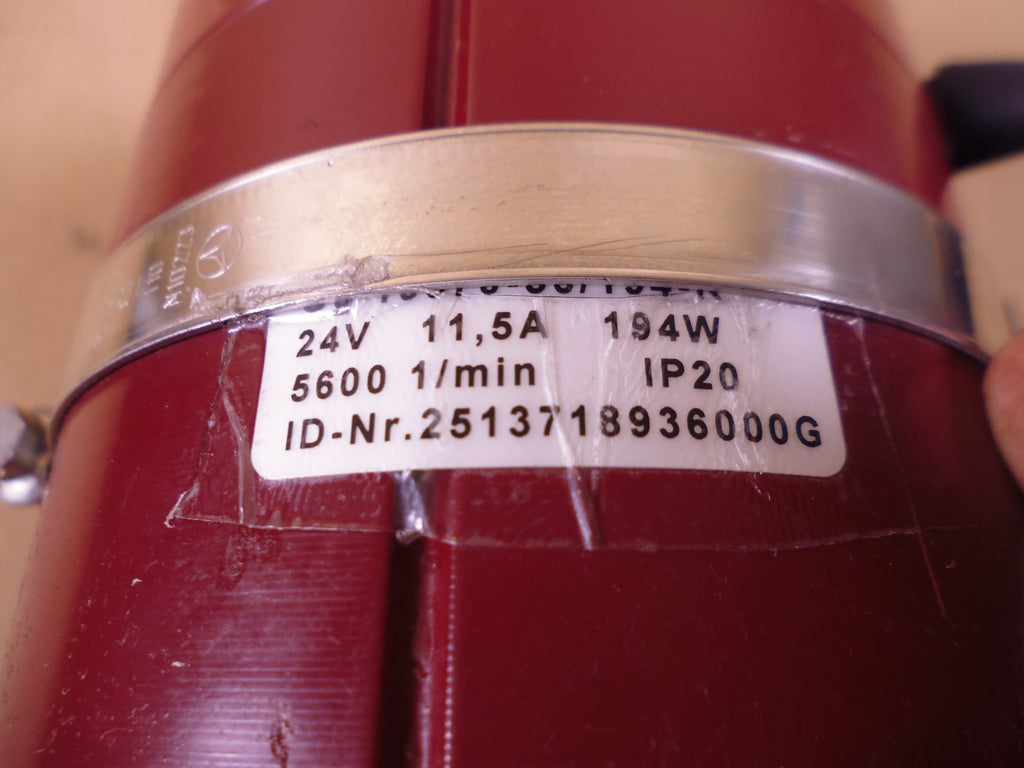 24V 11,5A 194W
5600 1/min IP20
ID-Nr.2513718936000G